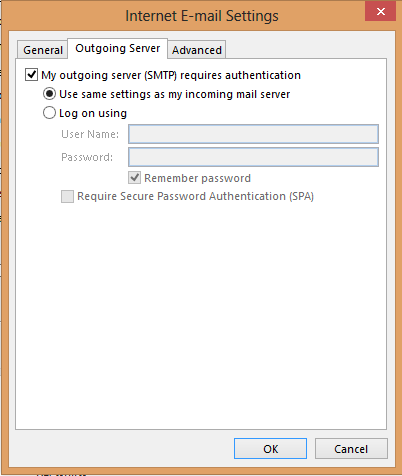 Internet E-mail Settings
General Outgoing Server Advanced
My outgoing server (SMTP) requires authentication
Use same settings as my incoming mail server
Log on using
User Name:
Password:
Remember password
Require Secure Password Authentication (SPA)
OK Cancel